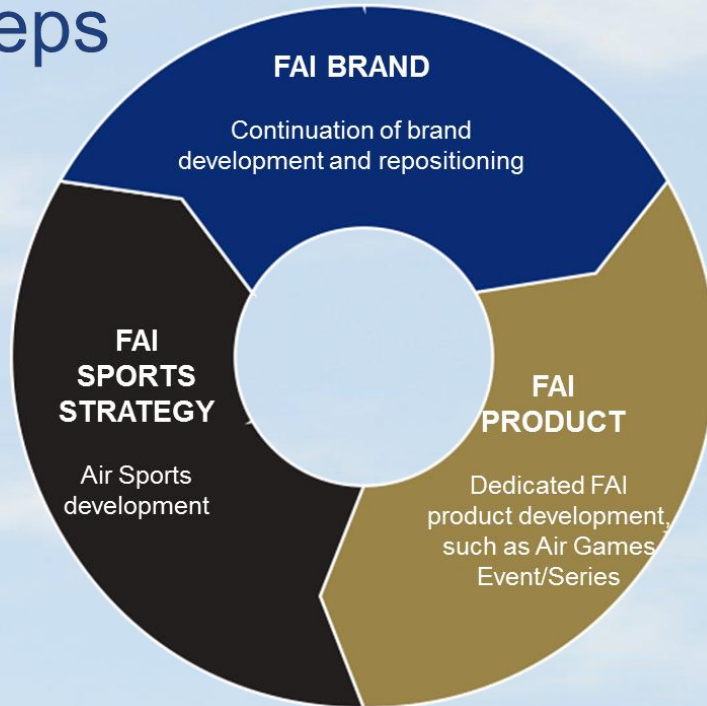 eps
FAI BRAND
Continuation of brand
development and repositioning
FAI
SPORTS
STRATEGY
Air Sports
development
FAI
PRODUCT
Dedicated FAI
product development,
such as Air Games
Event/Series